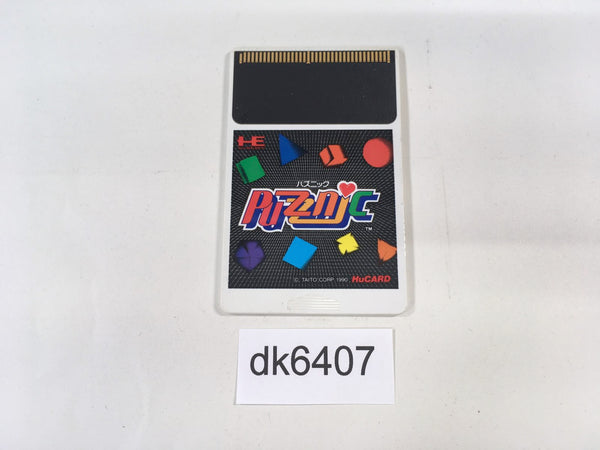 HE
パズニック
PUZZNIC
TM
© TAITO CORP. 1990 HuCARD
dk6407